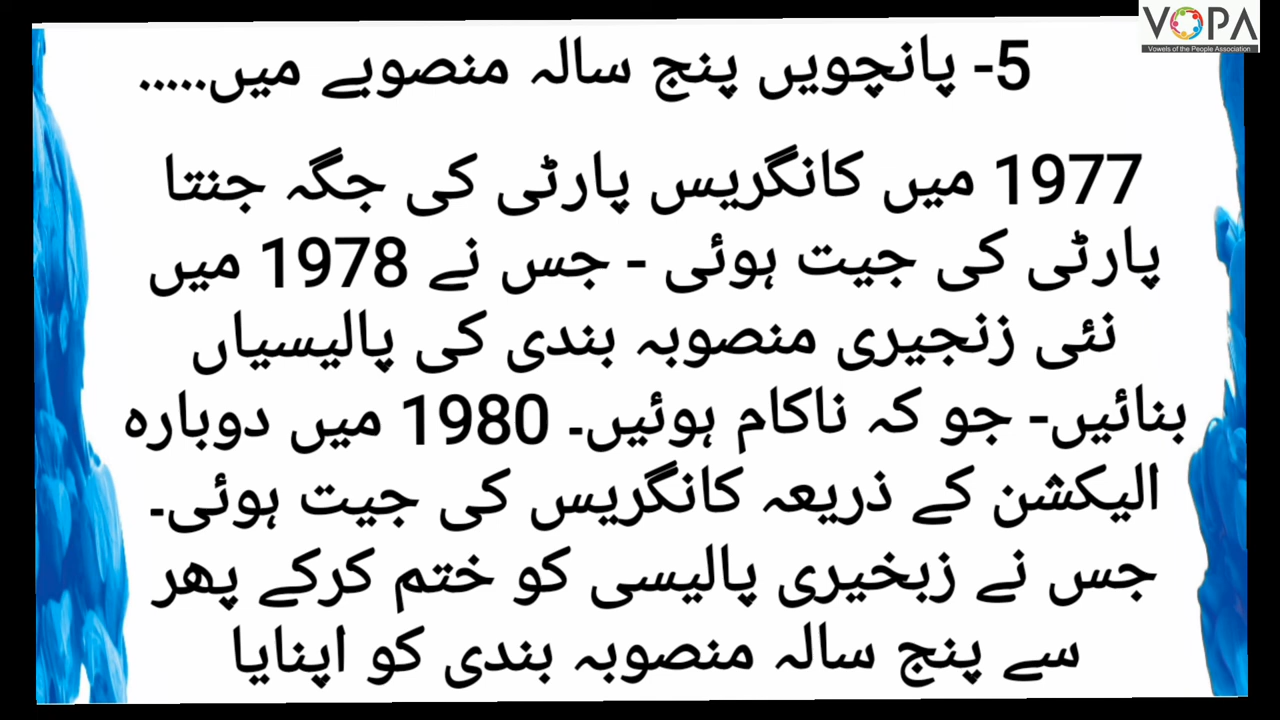 VOPA
Vowels of the People Association
5- پانچویں پنج سالہ منصوبے میں.....
1977 میں کانگریس پارٹی کی جگہ جنتا
پارٹی کی جیت ہوئی - جس نے 1978 میں
نئی زنجیری منصوبہ بندی کی پالیسیاں
بنائیں- جو کہ ناکام ہوئیں۔ 1980 میں دوبارہ
الیکشن کے ذریعہ کانگریس کی جیت ہوئی۔
جس نے زبخیری پالیسی کو ختم کرکے پھر
سے پنج سالہ منصوبہ بندی کو اپنایا